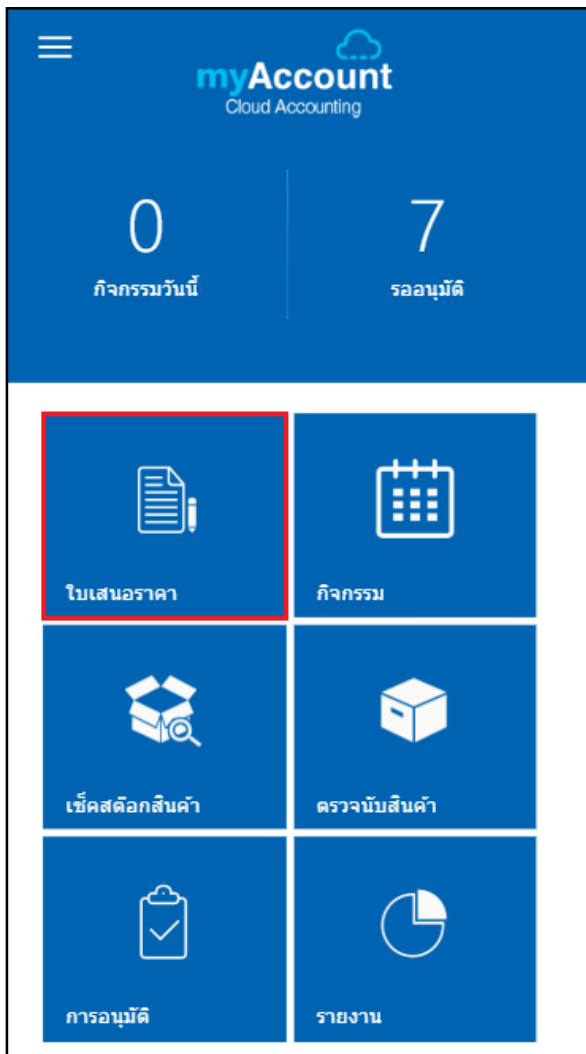 myAccount
Cloud Accounting
0
กิจกรรมวันนี้
7
รออนุมัติ
ใบเสนอราคา
กิจกรรม
เช็คสต๊อกสินค้า
ตรวจนับสินค้า
การอนุมัติ
รายงาน